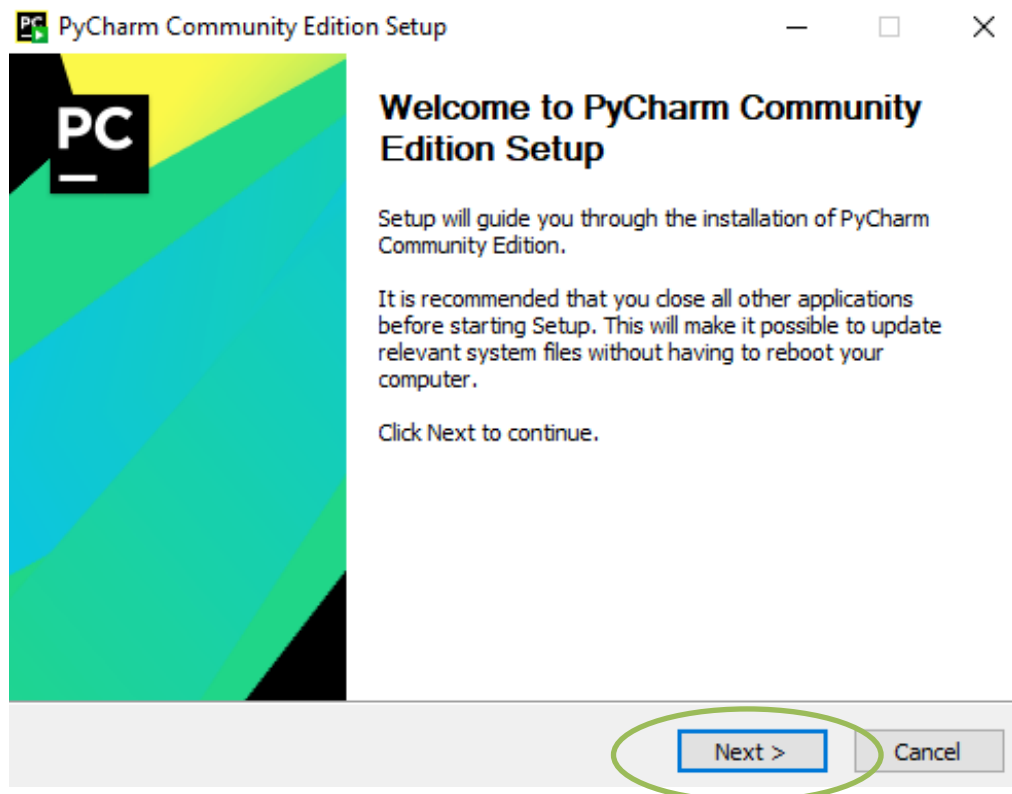 PC PyCharm Community Edition Setup
PC
Welcome to PyCharm Community
Edition Setup
Setup will guide you through the installation of PyCharm
Community Edition.
It is recommended that you close all other applications
before starting Setup. This will make it possible to update
relevant system files without having to reboot your
computer.
Click Next to continue.
Next > Cancel